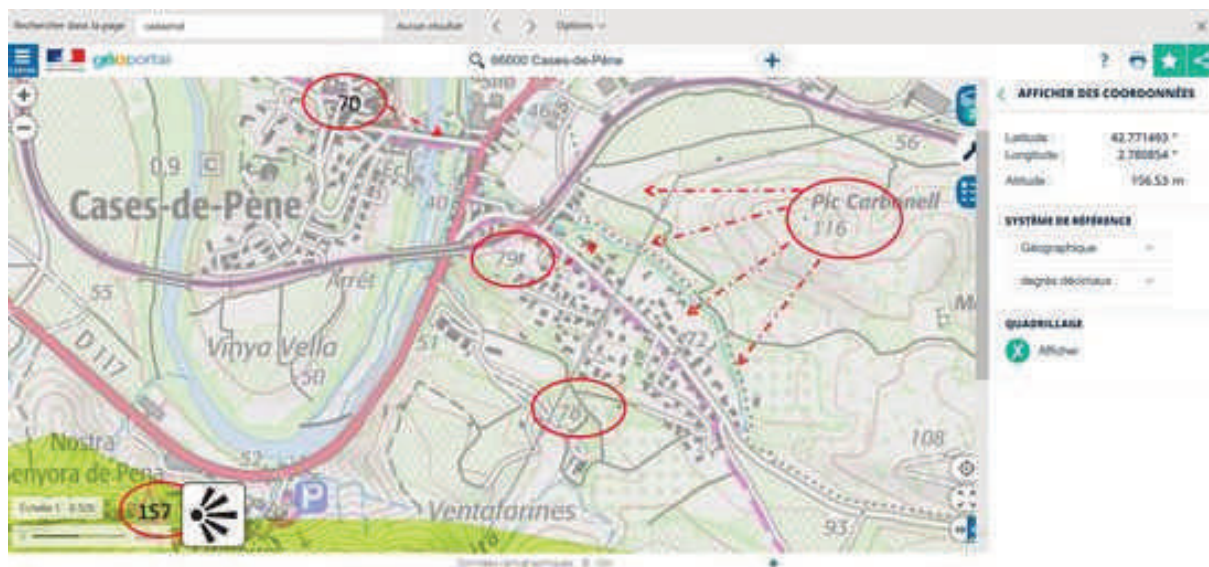 Rechercher dans la page
Aucun résultat
Options
géoportail
66600 Cases-de-Pène
?
AFFICHER DES COORDONNÉES
Latitude : 42.771493 °
Longitude : 2.780854 °
Altitude : 156.53 m
SYSTÈME DE RÉFÉRENCE
Géographique
degrés décimaux
QUADRILLAGE
Afficher
70
46
56
0,9
C
Cases-de-Pène
40
Pic Carbonell
116
79
Arrêt
55
D 117
Vinya Vella
50
51
72
Nostra
Senyora de Pena
52
108
P
157
Ventafarines
93